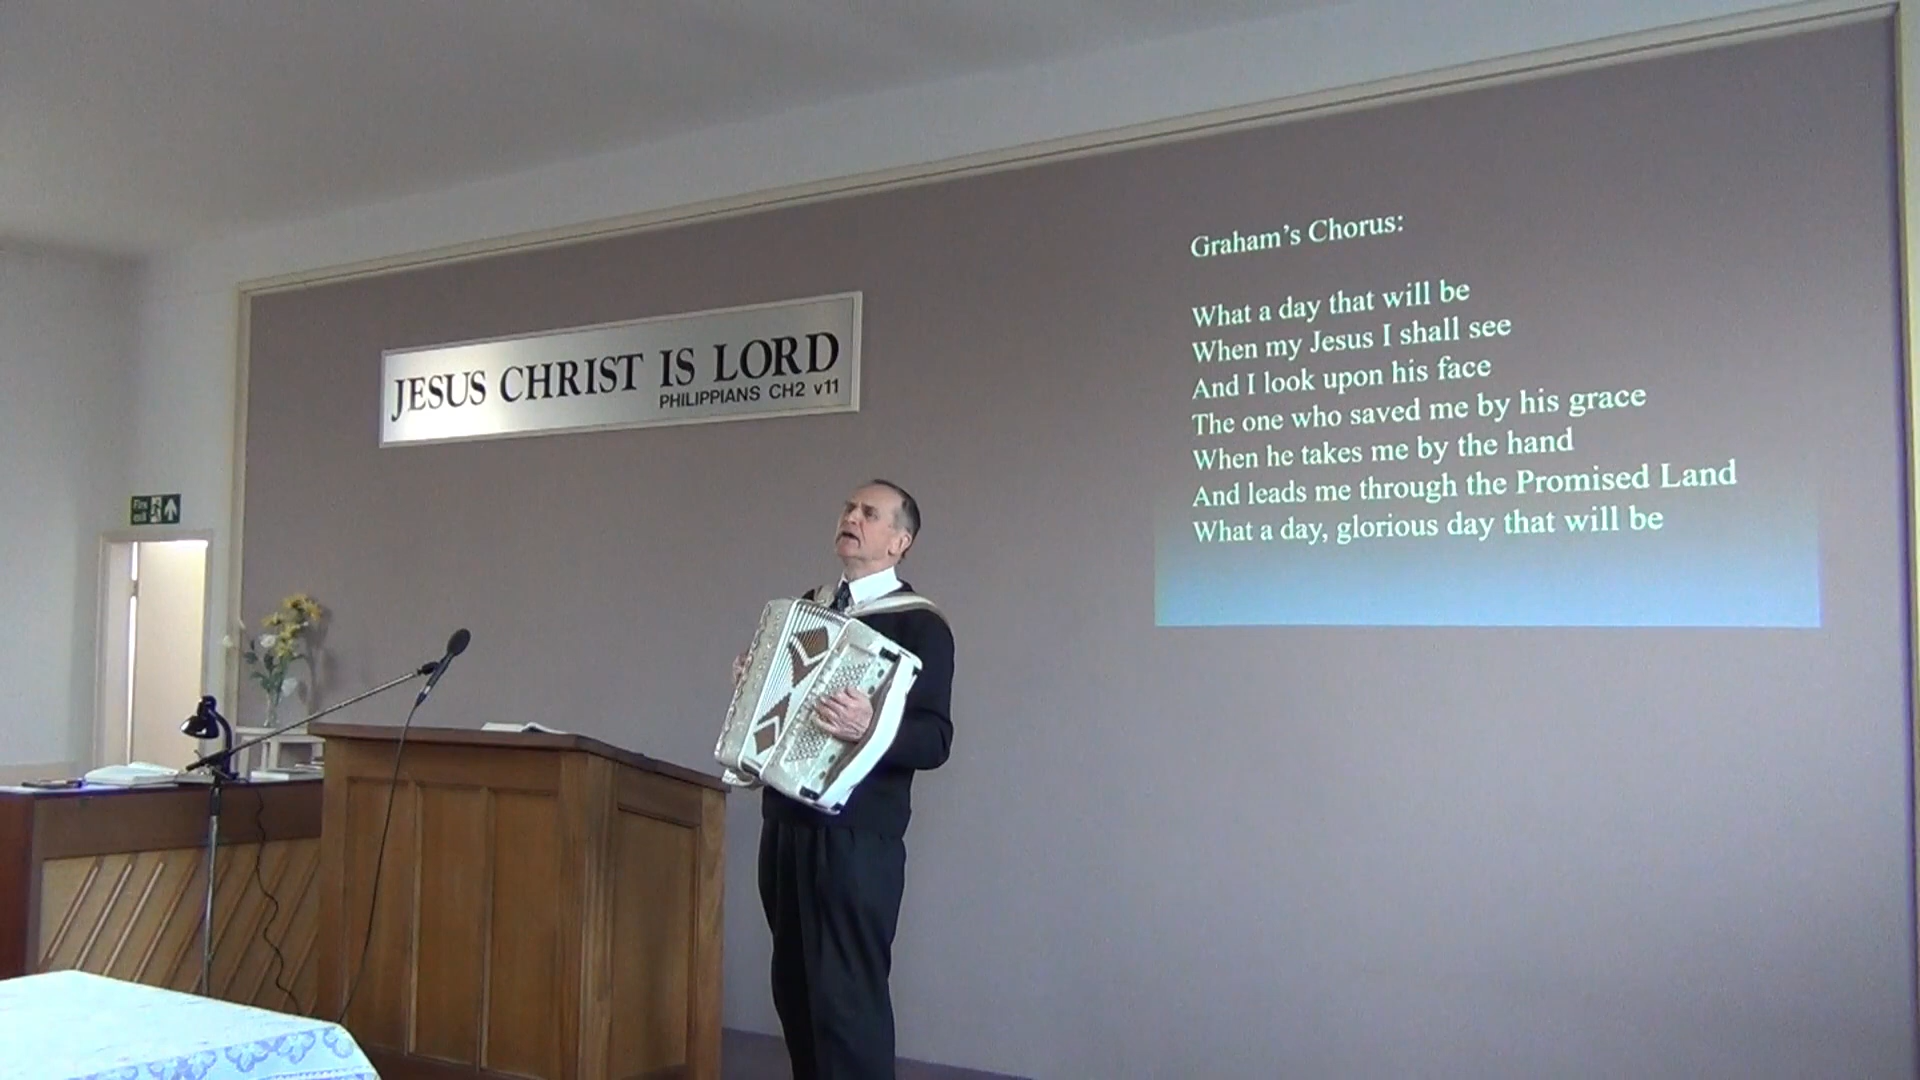 JESUS CHRIST IS LORD
PHILIPPIANS CH2 v11
Graham's Chorus:
What a day that will be
When my Jesus I shall see
And I look upon his face
The one who saved me by his grace
When he takes me by the hand
And leads me through the Promised Land
What a day, glorious day that will be
Fire
exit